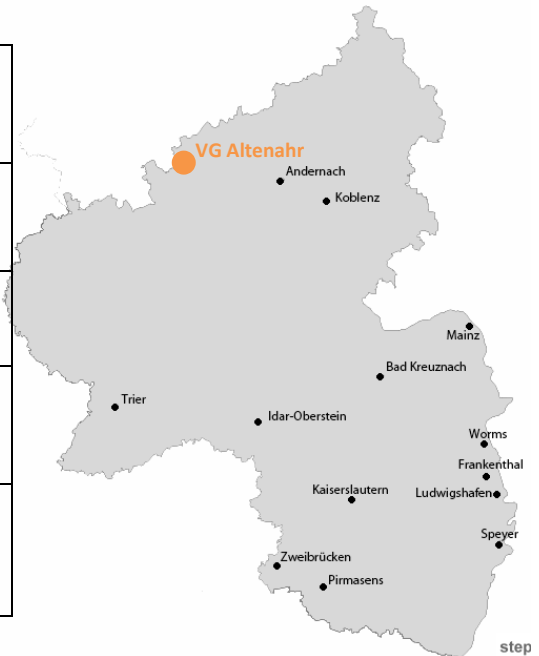 VG Altenahr
Andernach
Koblenz
Mainz
Bad Kreuznach
Trier
Idar-Oberstein
Worms
Frankenthal
Kaiserslautern
Ludwigshafen
Speyer
Zweibrücken
Pirmasens
step